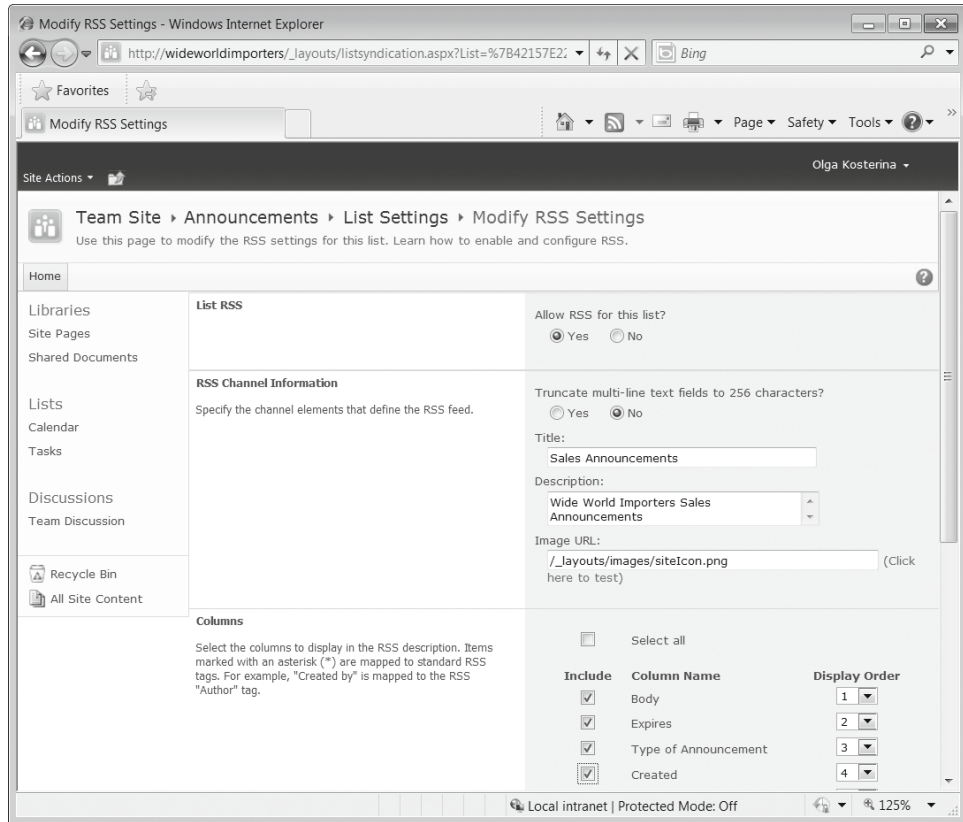 Modify RSS Settings - Windows Internet Explorer
http://wideworldimporters/_layouts/listsyndication.aspx?List=%7B42157E22
Bing
Favorites
Modify RSS Settings
Page
Safety
Tools
Olga Kosterina
Site Actions
Team Site ▸ Announcements ▸ List Settings ▸ Modify RSS Settings
Use this page to modify the RSS settings for this list. Learn how to enable and configure RSS.
Home
Libraries
Site Pages
Shared Documents
Lists
Calendar
Tasks
Discussions
Team Discussion
Recycle Bin
All Site Content
List RSS
Allow RSS for this list?
Yes No
RSS Channel Information
Specify the channel elements that define the RSS feed.
Truncate multi-line text fields to 256 characters?
Yes No
Title:
Sales Announcements
Description:
Wide World Importers Sales
Announcements
Image URL:
/_layouts/images/siteIcon.png (Click
here to test)
Columns
Select the columns to display in the RSS description. Items
marked with an asterisk (*) are mapped to standard RSS
tags. For example, "Created by" is mapped to the RSS
"Author" tag.
Select all
Include Column Name Display Order
Body 1
Expires 2
Type of Announcement 3
Created 4
Local intranet | Protected Mode: Off
125%